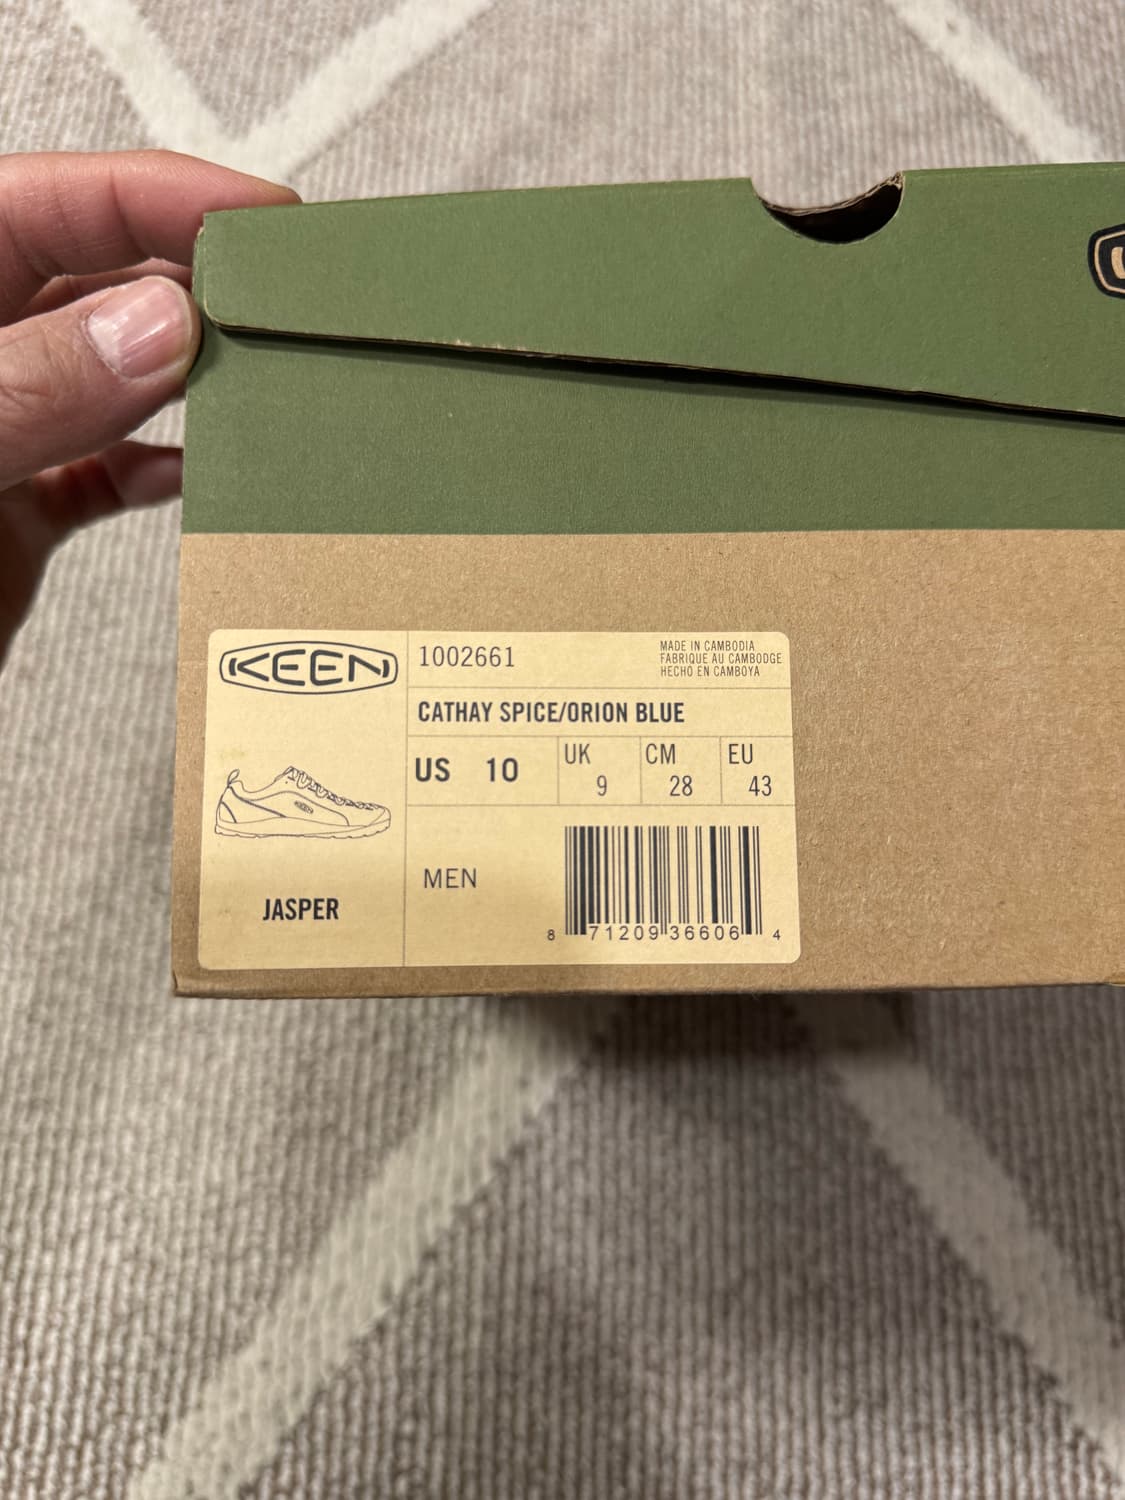 KEEN
1002661
MADE IN CAMBODIA
FABRIQUE AU CAMBODGE
HECHO EN CAMBOYA
CATHAY SPICE/ORION BLUE
US 10
UK 9
CM 28
EU 43
KEEN
JASPER
MEN
8 71209 36606 4